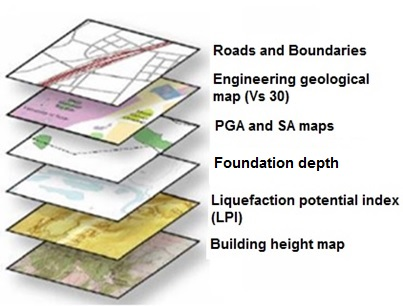 Roads and Boundaries
Engineering geological
map (Vs 30)
PGA and SA maps
Foundation depth
Liquefaction potential index
(LPI)
Building height map